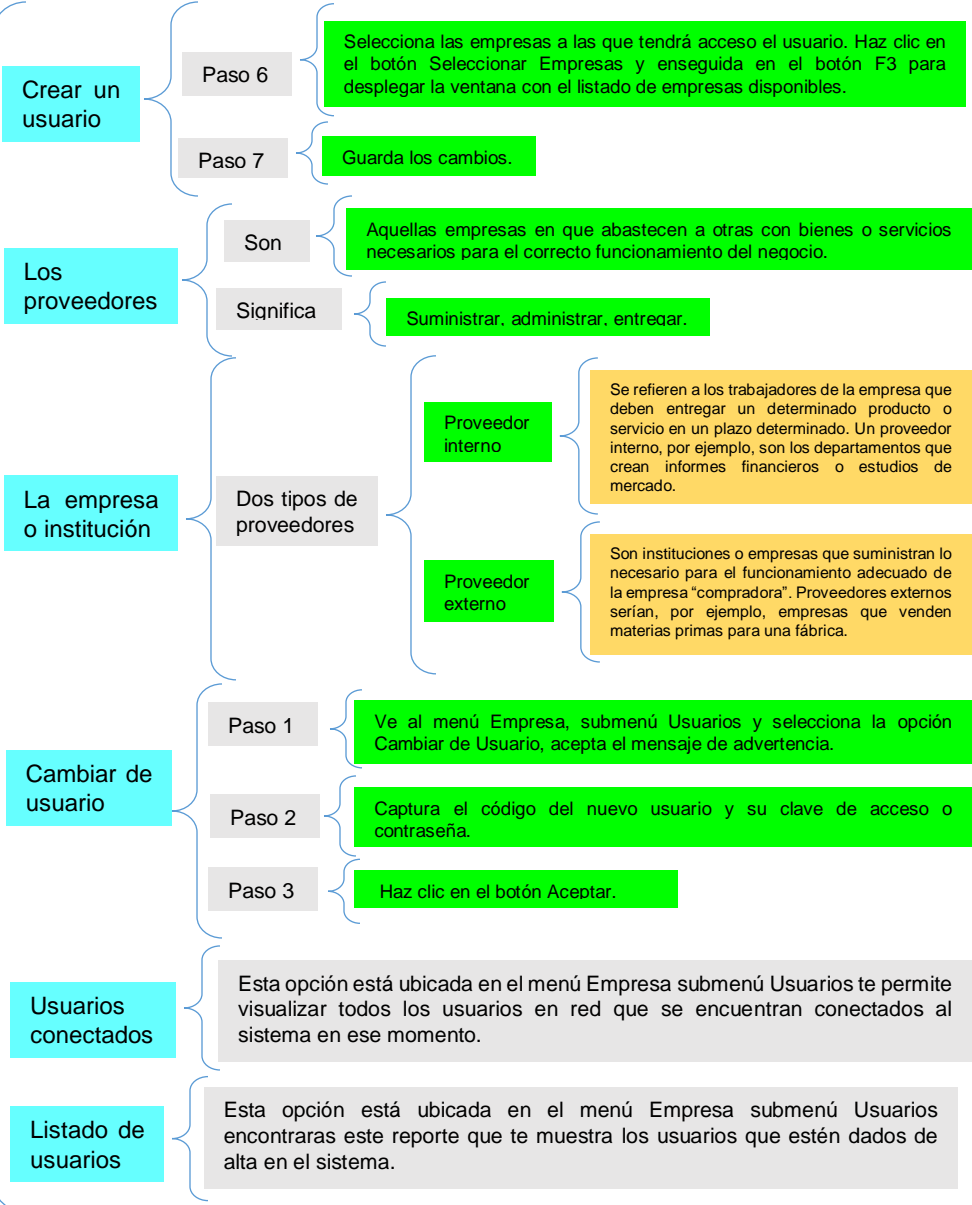 Crear un
usuario
Paso 6
Selecciona las empresas a las que tendrá acceso el usuario. Haz clic en
el botón Seleccionar Empresas y enseguida en el botón F3 para
desplegar la ventana con el listado de empresas disponibles.
Paso 7
Guarda los cambios.
Los
proveedores
Son
Aquellas empresas en que abastecen a otras con bienes o servicios
necesarios para el correcto funcionamiento del negocio.
Significa
Suministrar, administrar, entregar.
La empresa
o institución
Dos tipos de
proveedores
Proveedor
interno
Se refieren a los trabajadores de la empresa que
deben entregar un determinado producto o
servicio en un plazo determinado. Un proveedor
interno, por ejemplo, son los departamentos que
crean informes financieros o estudios de
mercado.
Proveedor
externo
Son instituciones o empresas que suministran lo
necesario para el funcionamiento adecuado de
la empresa “compradora”. Proveedores externos
serían, por ejemplo, empresas que venden
materias primas para una fábrica.
Cambiar de
usuario
Paso 1
Ve al menú Empresa, submenú Usuarios y selecciona la opción
Cambiar de Usuario, acepta el mensaje de advertencia.
Paso 2
Captura el código del nuevo usuario y su clave de acceso o
contraseña.
Paso 3
Haz clic en el botón Aceptar.
Usuarios
conectados
Esta opción está ubicada en el menú Empresa submenú Usuarios te permite
visualizar todos los usuarios en red que se encuentran conectados al
sistema en ese momento.
Listado de
usuarios
Esta opción está ubicada en el menú Empresa submenú Usuarios
encontraras este reporte que te muestra los usuarios que estén dados de
alta en el sistema.